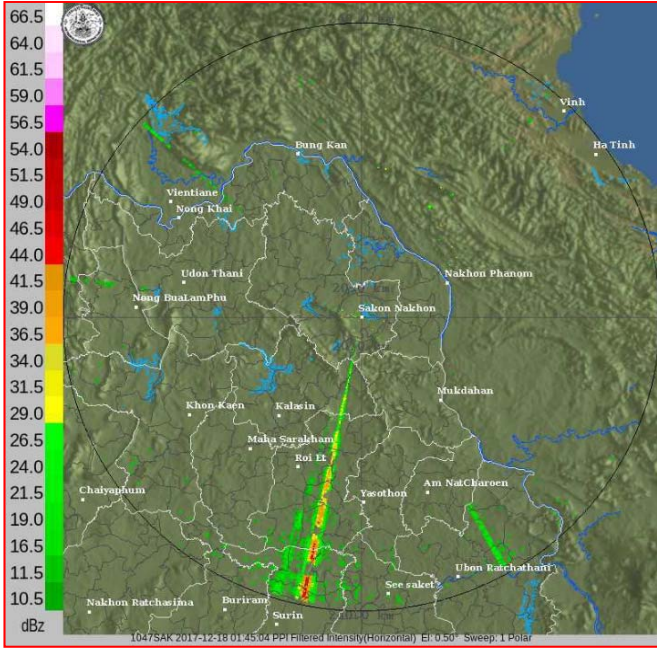 66.5
64.0
61.5
59.0
56.5
54.0
51.5
49.0
46.5
44.0
41.5
39.0
36.5
34.0
31.5
29.0
26.5
24.0
21.5
19.0
16.5
14.0
11.5
10.5
dBz
Vinh
Ha Tinh
Bung Kan
Vientiane
Nong Khai
Udon Thani
Nakhon Phanom
Nong BuaLamPhu
Sakon Nakhon
Mukdahan
Khon Kaen
Kalasin
Maha Sarakham
Roi Et
Chaiyaphum
Yasothon
Am NatCharoen
Ubon Ratchathani
See saket
Nakhon Ratchasima
Buriram
Surin
1047SAK 2017-12-18 01:45:04 PPI Filtered Intensity(Horizontal) El: 0.50° Sweep: 1 Polar